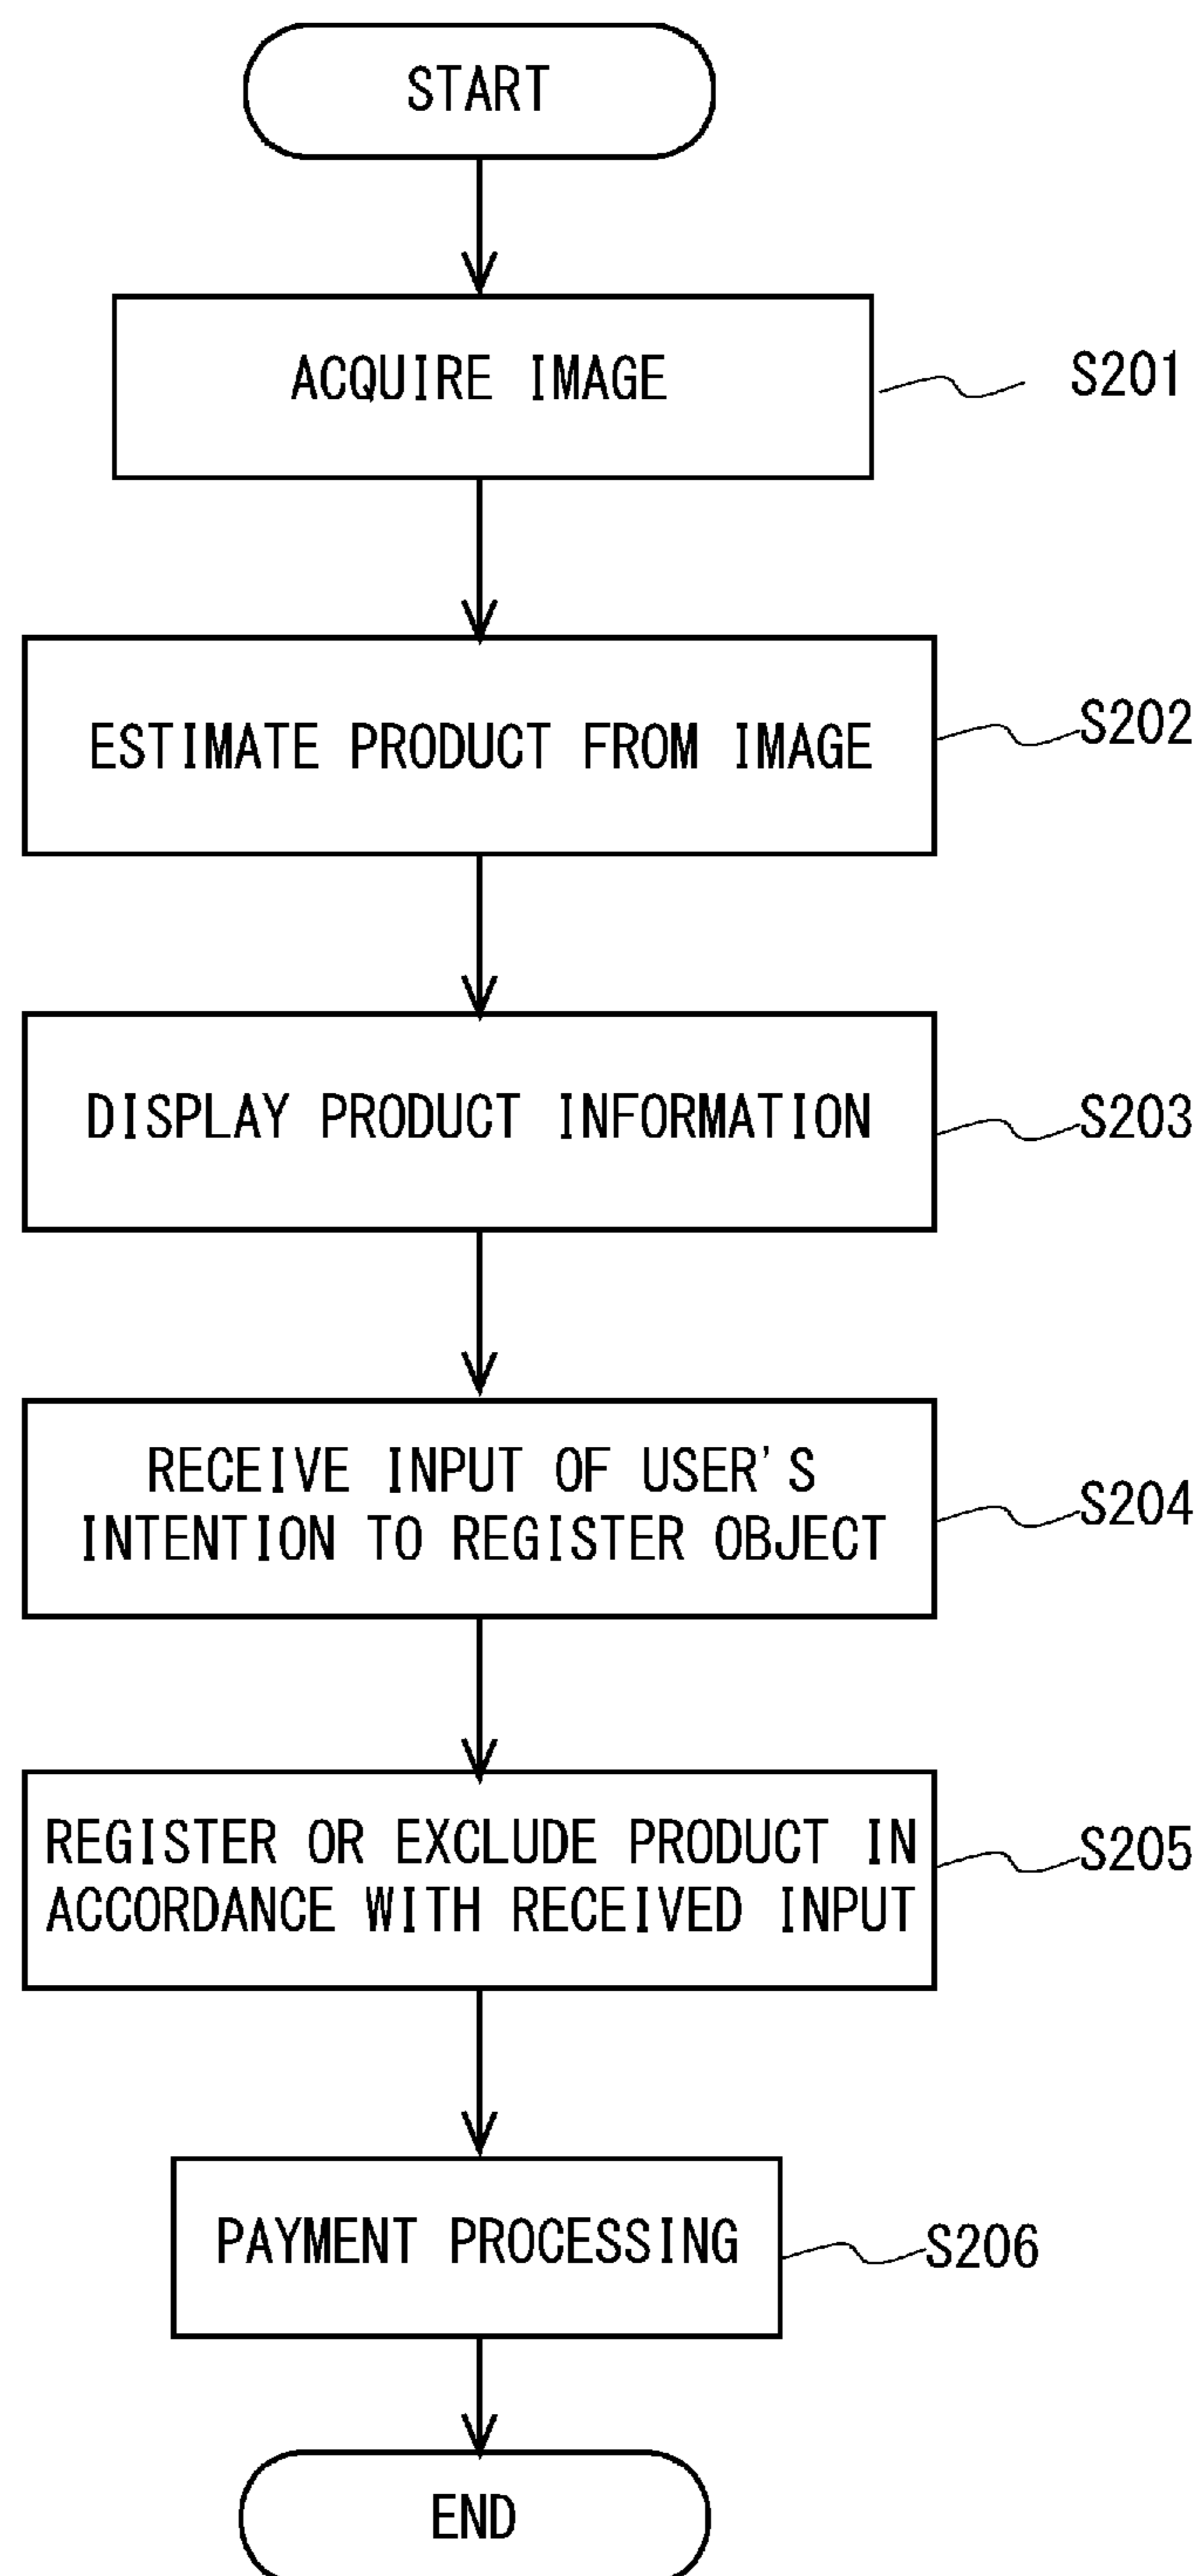 START
ACQUIRE IMAGE
S201
ESTIMATE PRODUCT FROM IMAGE
S202
DISPLAY PRODUCT INFORMATION
S203
RECEIVE INPUT OF USER'S
INTENTION TO REGISTER OBJECT
S204
REGISTER OR EXCLUDE PRODUCT IN
ACCORDANCE WITH RECEIVED INPUT
S205
PAYMENT PROCESSING
S206
END